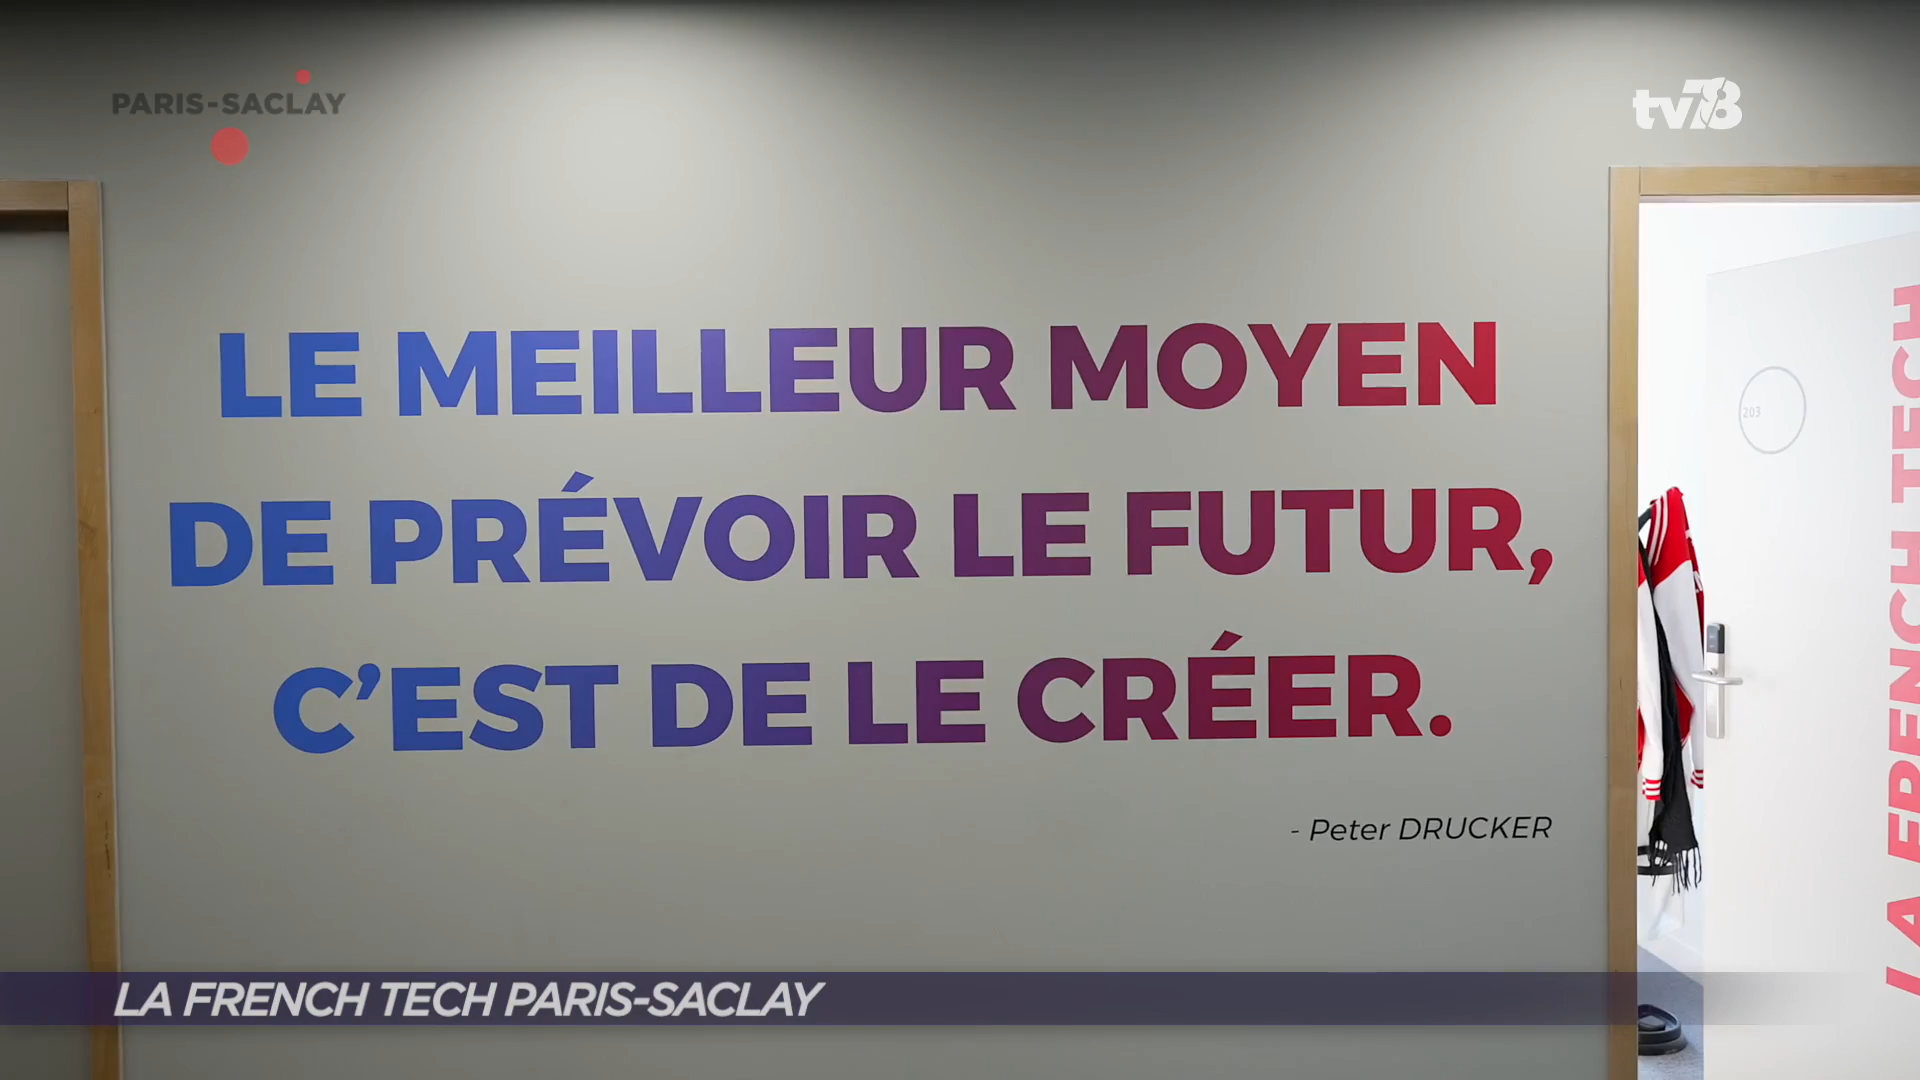 PARIS-SACLAY
tv78
LE MEILLEUR MOYEN
DE PRÉVOIR LE FUTUR,
C’EST DE LE CRÉER.
- Peter DRUCKER
203
LA FRENCH TECH
LA FRENCH TECH PARIS-SACLAY